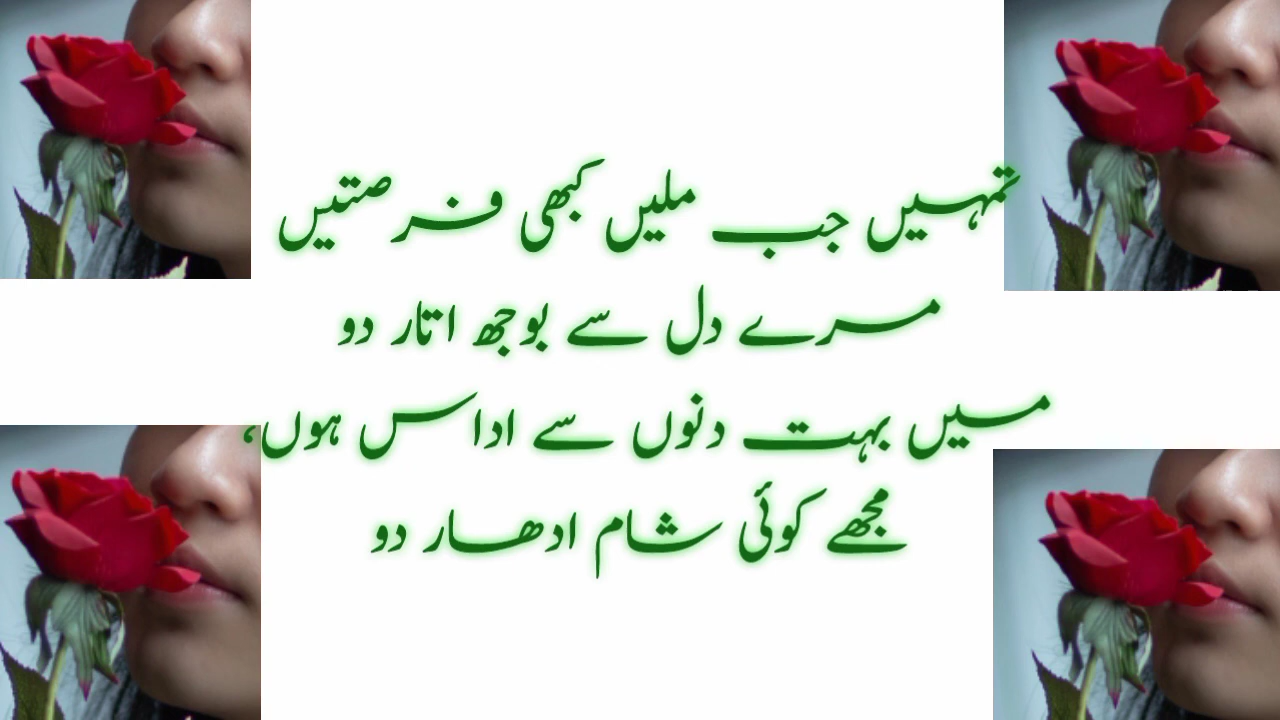 تمہیں جب ملیں کبھی فرصتیں
مرے دل سے بوجھ اتار دو
میں بہت دنوں سے اداس ہوں،
مجھے کوئی شام ادھار دو